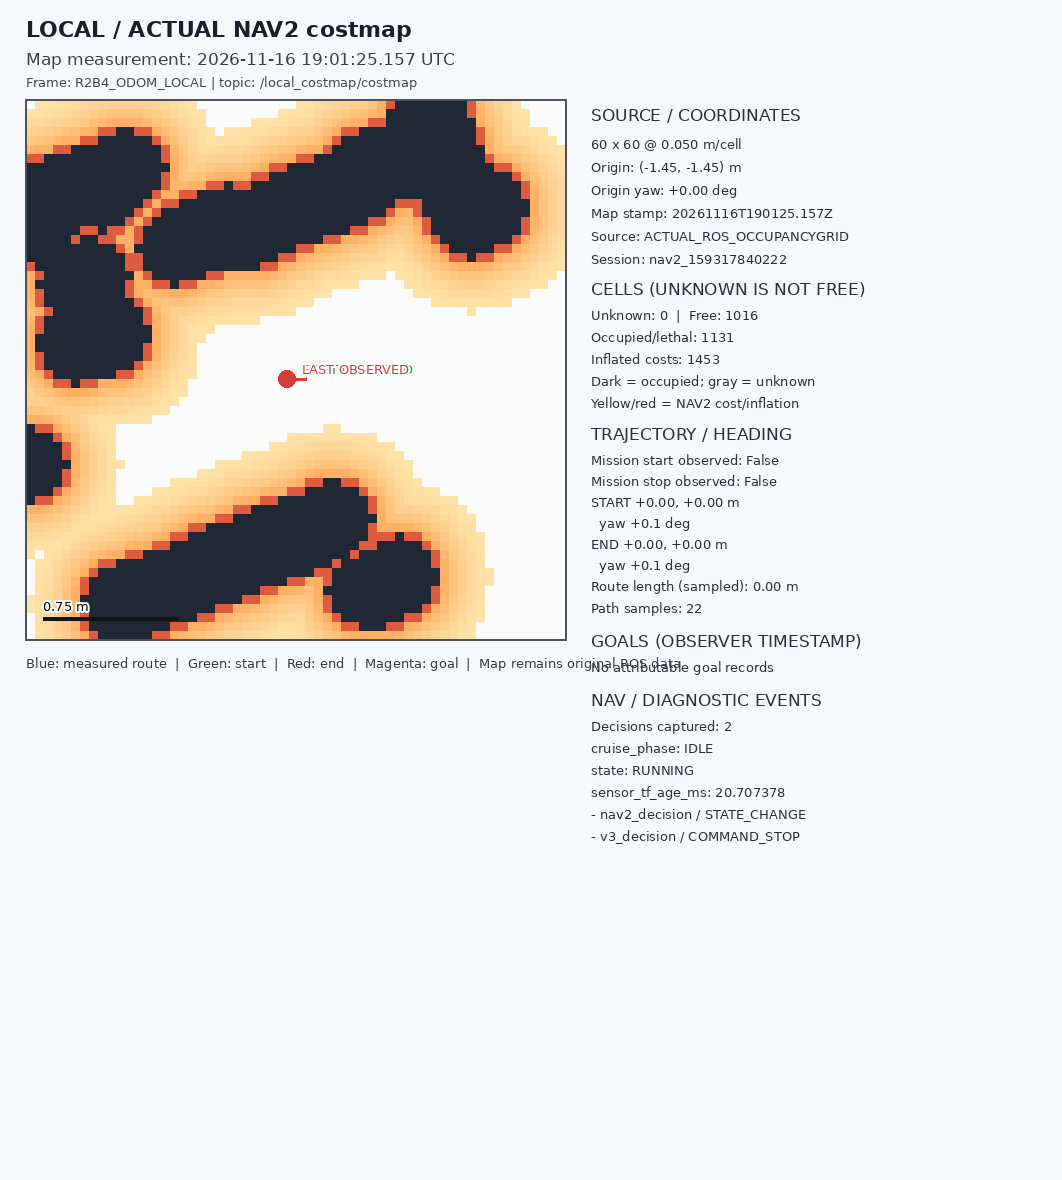 LOCAL / ACTUAL NAV2 costmap
Map measurement: 2026-11-16 19:01:25.157 UTC
Frame: R2B4_ODOM_LOCAL | topic: /local_costmap/costmap
LAST OBSERVED
0.75 m
Blue: measured route | Green: start | Red: end | Magenta: goal | Map remains original ROS data
SOURCE / COORDINATES
60 x 60 @ 0.050 m/cell
Origin: (-1.45, -1.45) m
Origin yaw: +0.00 deg
Map stamp: 20261116T190125.157Z
Source: ACTUAL_ROS_OCCUPANCYGRID
Session: nav2_159317840222
CELLS (UNKNOWN IS NOT FREE)
Unknown: 0 | Free: 1016
Occupied/lethal: 1131
Inflated costs: 1453
Dark = occupied; gray = unknown
Yellow/red = NAV2 cost/inflation
TRAJECTORY / HEADING
Mission start observed: False
Mission stop observed: False
START +0.00, +0.00 m
yaw +0.1 deg
END +0.00, +0.00 m
yaw +0.1 deg
Route length (sampled): 0.00 m
Path samples: 22
GOALS (OBSERVER TIMESTAMP)
No attributable goal records
NAV / DIAGNOSTIC EVENTS
Decisions captured: 2
cruise_phase: IDLE
state: RUNNING
sensor_tf_age_ms: 20.707378
- nav2_decision / STATE_CHANGE
- v3_decision / COMMAND_STOP